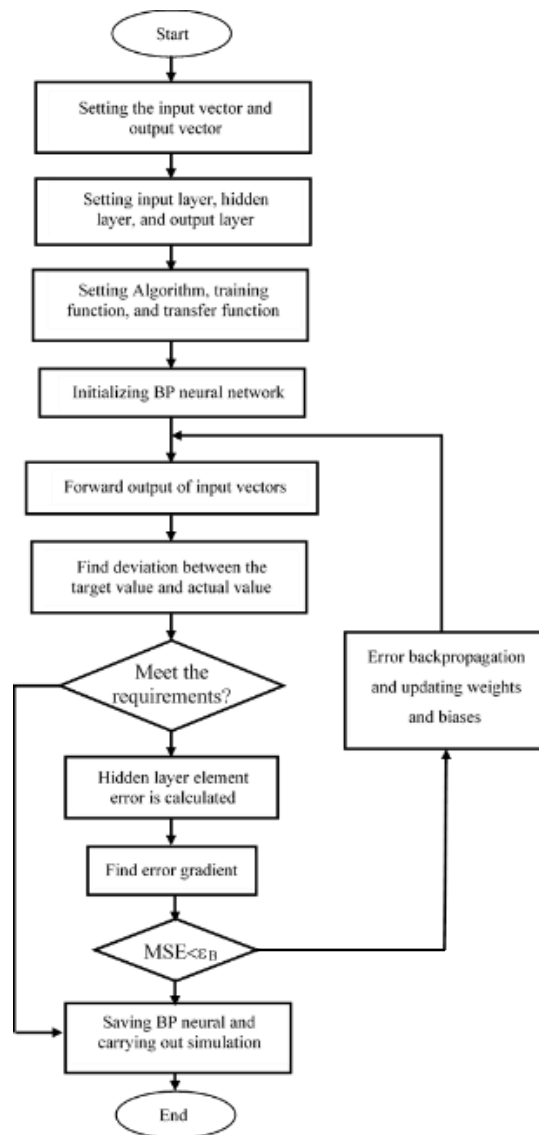 Start
Setting the input vector and
output vector
Setting input layer, hidden
layer, and output layer
Setting Algorithm, training
function, and transfer function
Initializing BP neural network
Forward output of input vectors
Find deviation between the
target value and actual value
Meet the
requirements?
Error backpropagation
and updating weights
and biases
Hidden layer element
error is calculated
Find error gradient
MSE<εB
Saving BP neural and
carrying out simulation
End